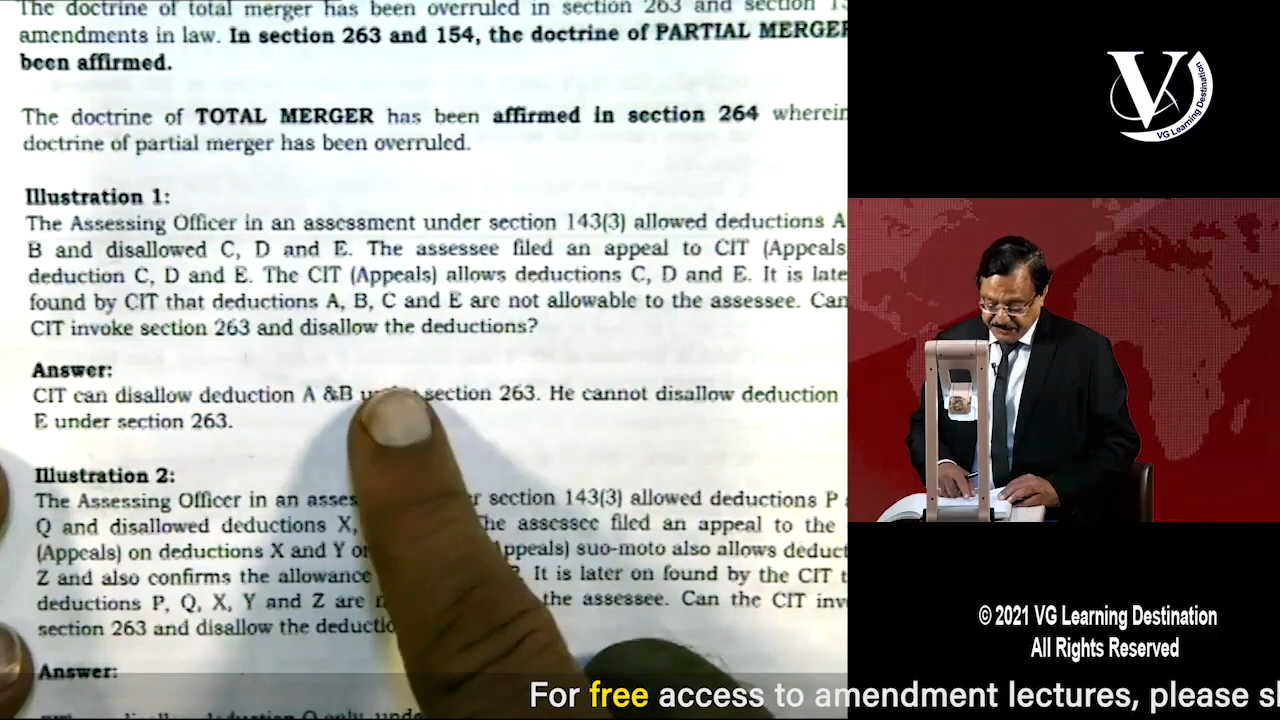 The doctrine of total merger has been overruled in section 263 and section
amendments in law. In section 263 and 154, the doctrine of PARTIAL MERGER
been affirmed.
The doctrine of TOTAL MERGER has been affirmed in section 264 wherein
doctrine of partial merger has been overruled.
Illustration 1:
The Assessing Officer in an assessment under section 143(3) allowed deductions A
B and disallowed C, D and E. The assessee filed an appeal to CIT (Appeals
deduction C, D and E. The CIT (Appeals) allows deductions C, D and E. It is late
found by CIT that deductions A, B, C and E are not allowable to the assessee. Can
CIT invoke section 263 and disallow the deductions?
Answer:
CIT can disallow deduction A &B section 263. He cannot disallow deduction
E under section 263.
Illustration 2:
The Assessing Officer in an asses section 143(3) allowed deductions P
Q and disallowed deductions X, The assessee filed an appeal to the
(Appeals) on deductions X and Y ppeals) suo-moto also allows deduct
Z and also confirms the allowance It is later on found by the CIT t
deductions P, Q, X, Y and Z are the assessee. Can the CIT inv
section 263 and disallow the deductio
Answer:
V
VG Learning Destination
© 2021 VG Learning Destination
All Rights Reserved
For free access to amendment lectures, please sh